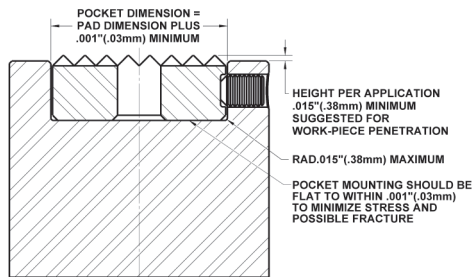 POCKET DIMENSION =
PAD DIMENSION PLUS
.001"(.03mm) MINIMUM
HEIGHT PER APPLICATION
.015"(.38mm) MINIMUM
SUGGESTED FOR
WORK-PIECE PENETRATION
RAD.015"(.38mm) MAXIMUM
POCKET MOUNTING SHOULD BE
FLAT TO WITHIN .001"(.03mm)
TO MINIMIZE STRESS AND
POSSIBLE FRACTURE